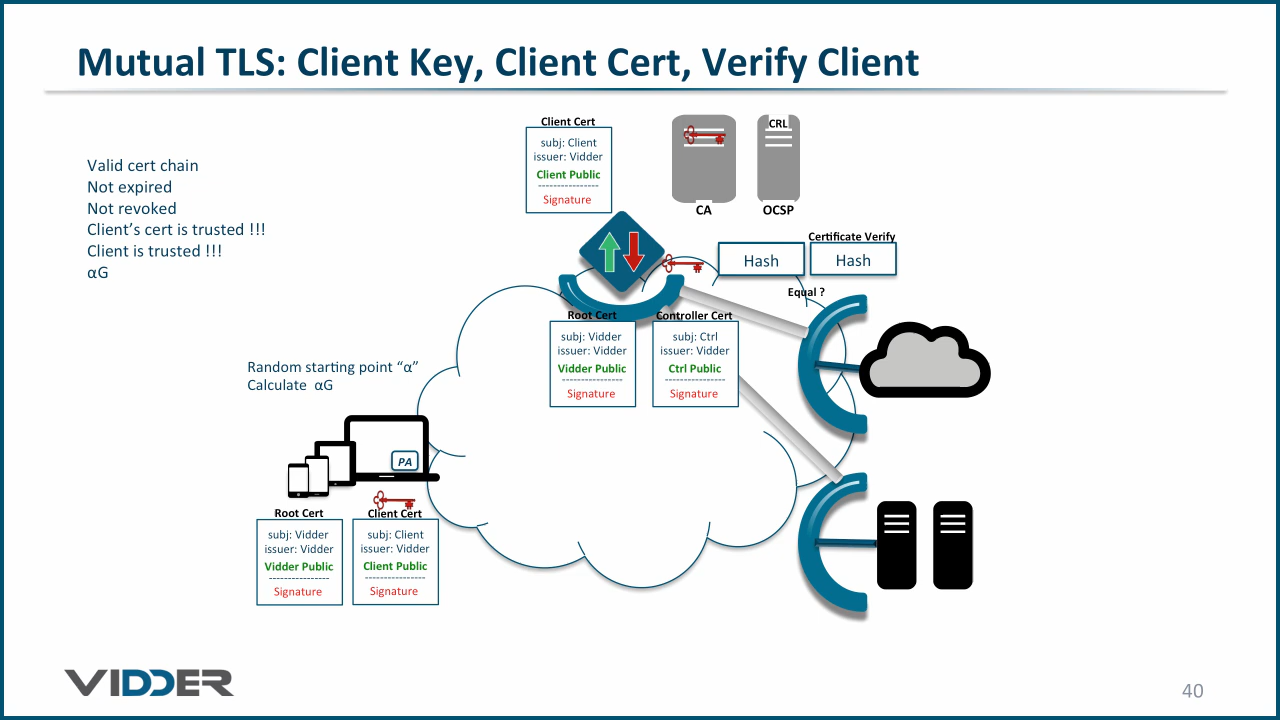 Mutual TLS: Client Key, Client Cert, Verify Client
Client Cert
subj: Client
issuer: Vidder
Client Public
----------------
Signature
CRL
CA
OCSP
Valid cert chain
Not expired
Not revoked
Client's cert is trusted !!!
Client is trusted !!!
αG
Certificate Verify
Hash
Hash
Equal ?
Root Cert
subj: Vidder
issuer: Vidder
Vidder Public
----------------
Signature
Controller Cert
subj: Ctrl
issuer: Vidder
Ctrl Public
----------------
Signature
Random starting point “α”
Calculate αG
PA
Root Cert
subj: Vidder
issuer: Vidder
Vidder Public
----------------
Signature
Client Cert
subj: Client
issuer: Vidder
Client Public
----------------
Signature
VIDDER
40